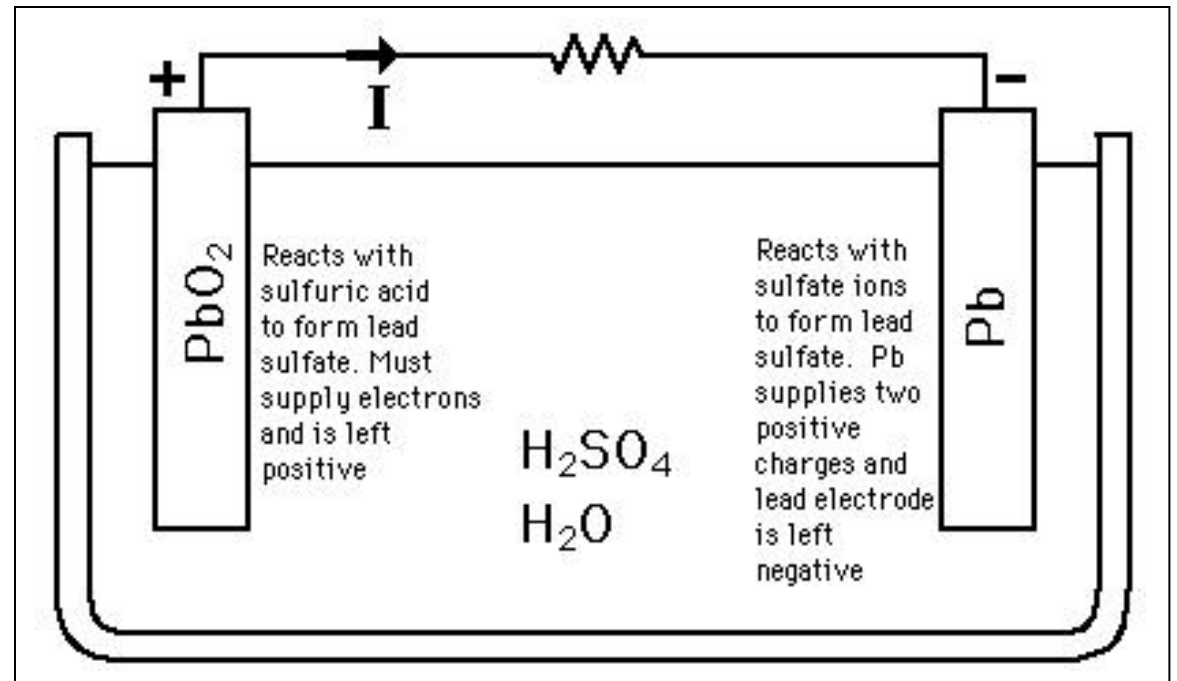 +
-
I
PbO₂
Reacts with
sulfuric acid
to form lead
sulfate. Must
supply electrons
and is left
positive
H₂SO₄
H₂O
Reacts with
sulfate ions
to form lead
sulfate. Pb
supplies two
positive
charges and
lead electrode
is left
negative
Pb